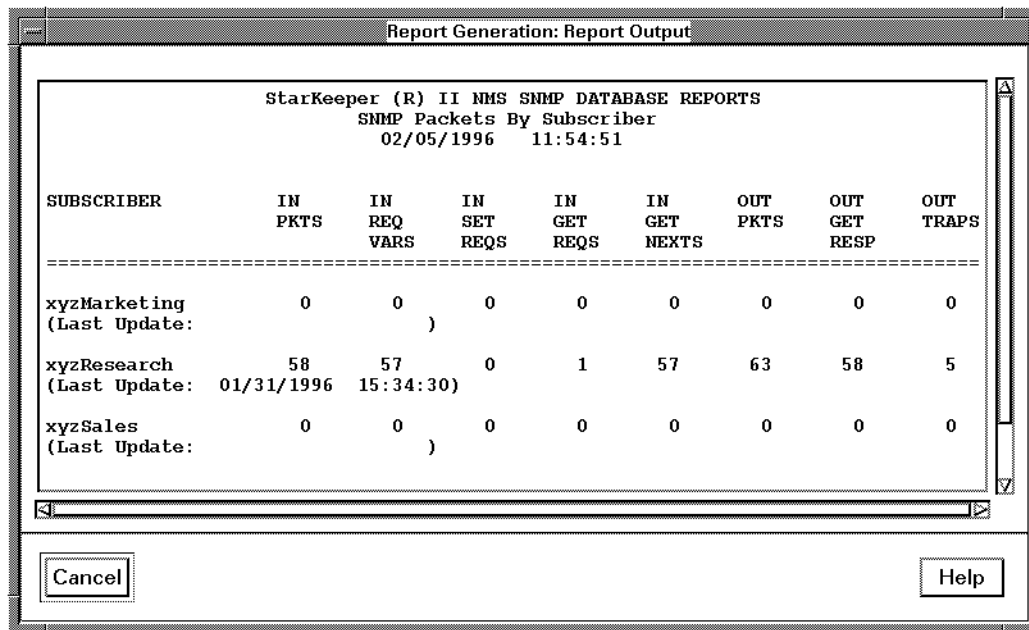 Report Generation: Report Output
StarKeeper (R) II NMS SNMP DATABASE REPORTS
SNMP Packets By Subscriber
02/05/1996 11:54:51
SUBSCRIBER IN IN IN IN IN OUT OUT OUT
PKTS REQ SET GET GET PKTS GET TRAPS
VARS REQS REQS NEXTS RESP
================================================================================
xyzMarketing 0 0 0 0 0 0 0 0
(Last Update: )
xyzResearch 58 57 0 1 57 63 58 5
(Last Update: 01/31/1996 15:34:30)
xyzSales 0 0 0 0 0 0 0 0
(Last Update: )
Cancel Help